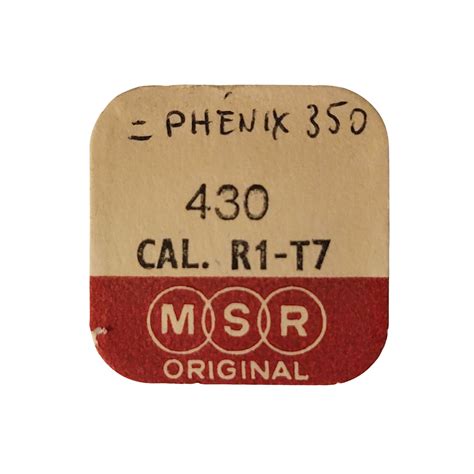 = PHÉNIX 350
430
CAL. R1-T7
MSR
ORIGINAL